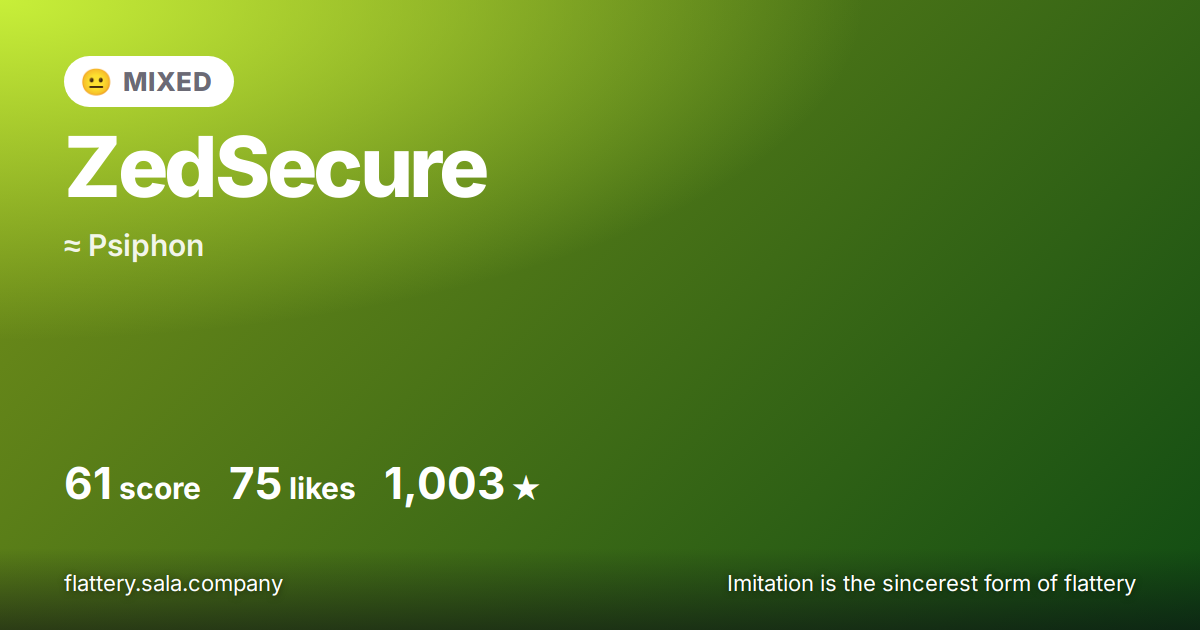 😐 MIXED
ZedSecure
≈ Psiphon
61 score 75 likes 1,003 ★
flattery.sala.company
Imitation is the sincerest form of flattery